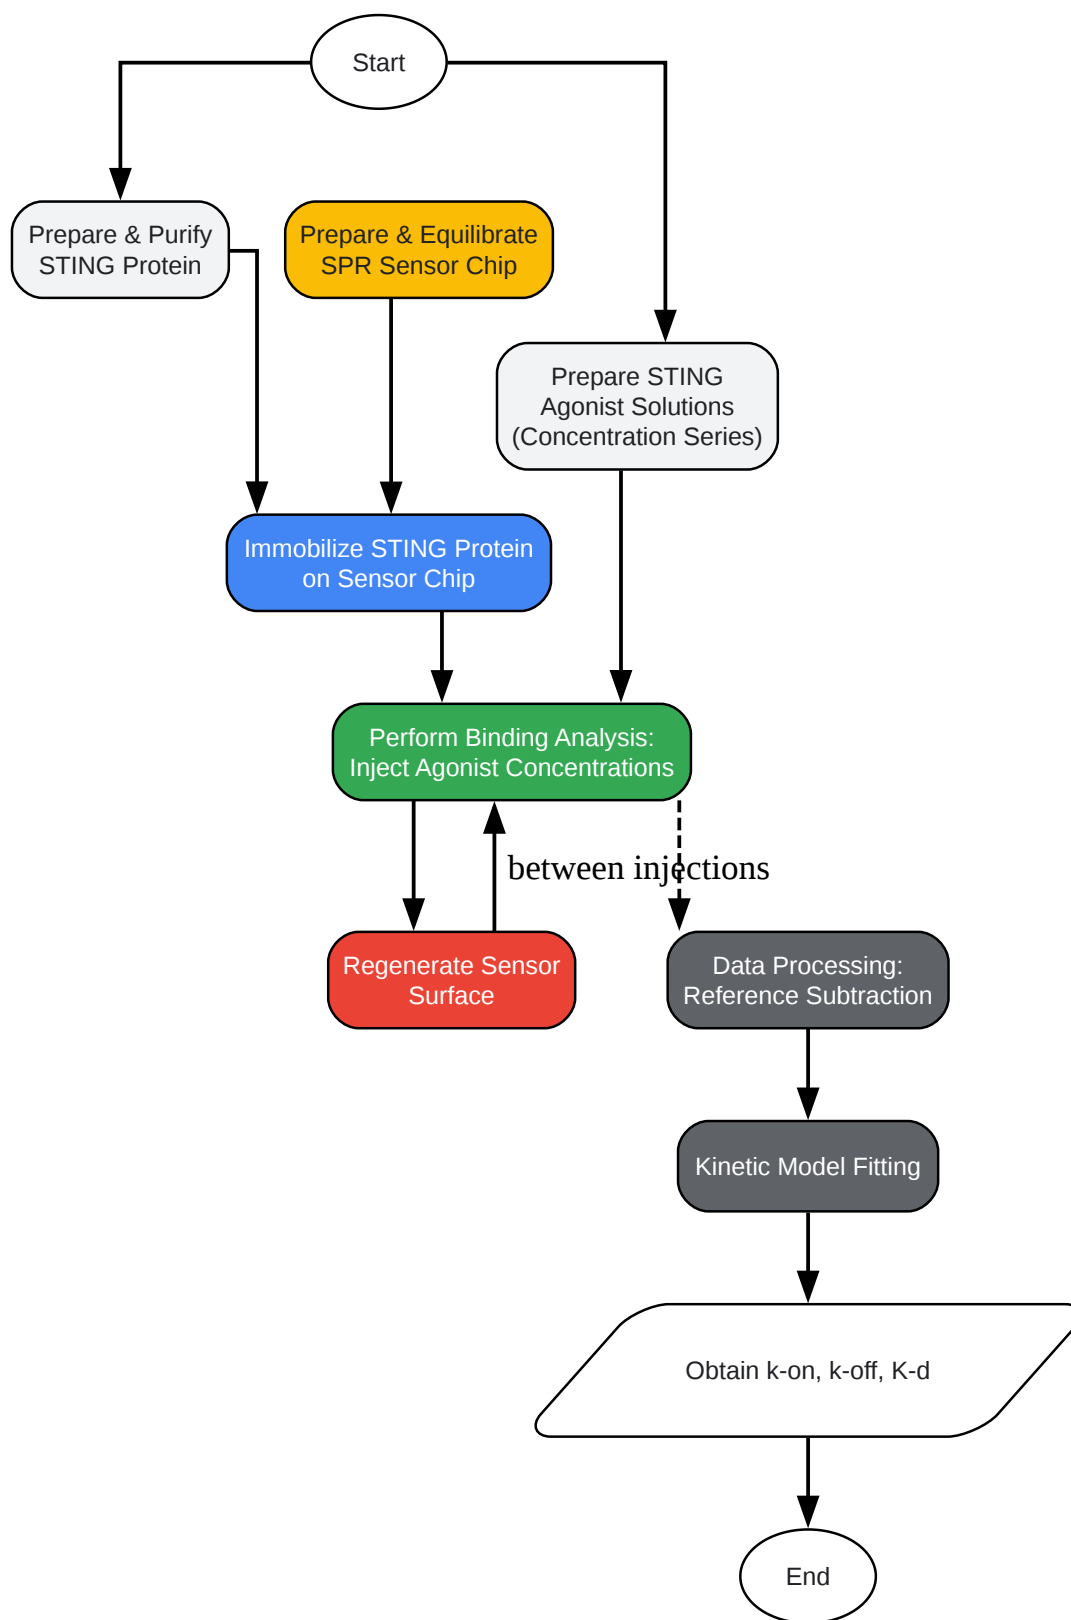 Start
Prepare & Purify
STING Protein
Prepare & Equilibrate
SPR Sensor Chip
Prepare STING
Agonist Solutions
(Concentration Series)
Immobilize STING Protein
on Sensor Chip
Perform Binding Analysis:
Inject Agonist Concentrations
between injections
Regenerate Sensor
Surface
Data Processing:
Reference Subtraction
Kinetic Model Fitting
Obtain k-on, k-off, K-d
End